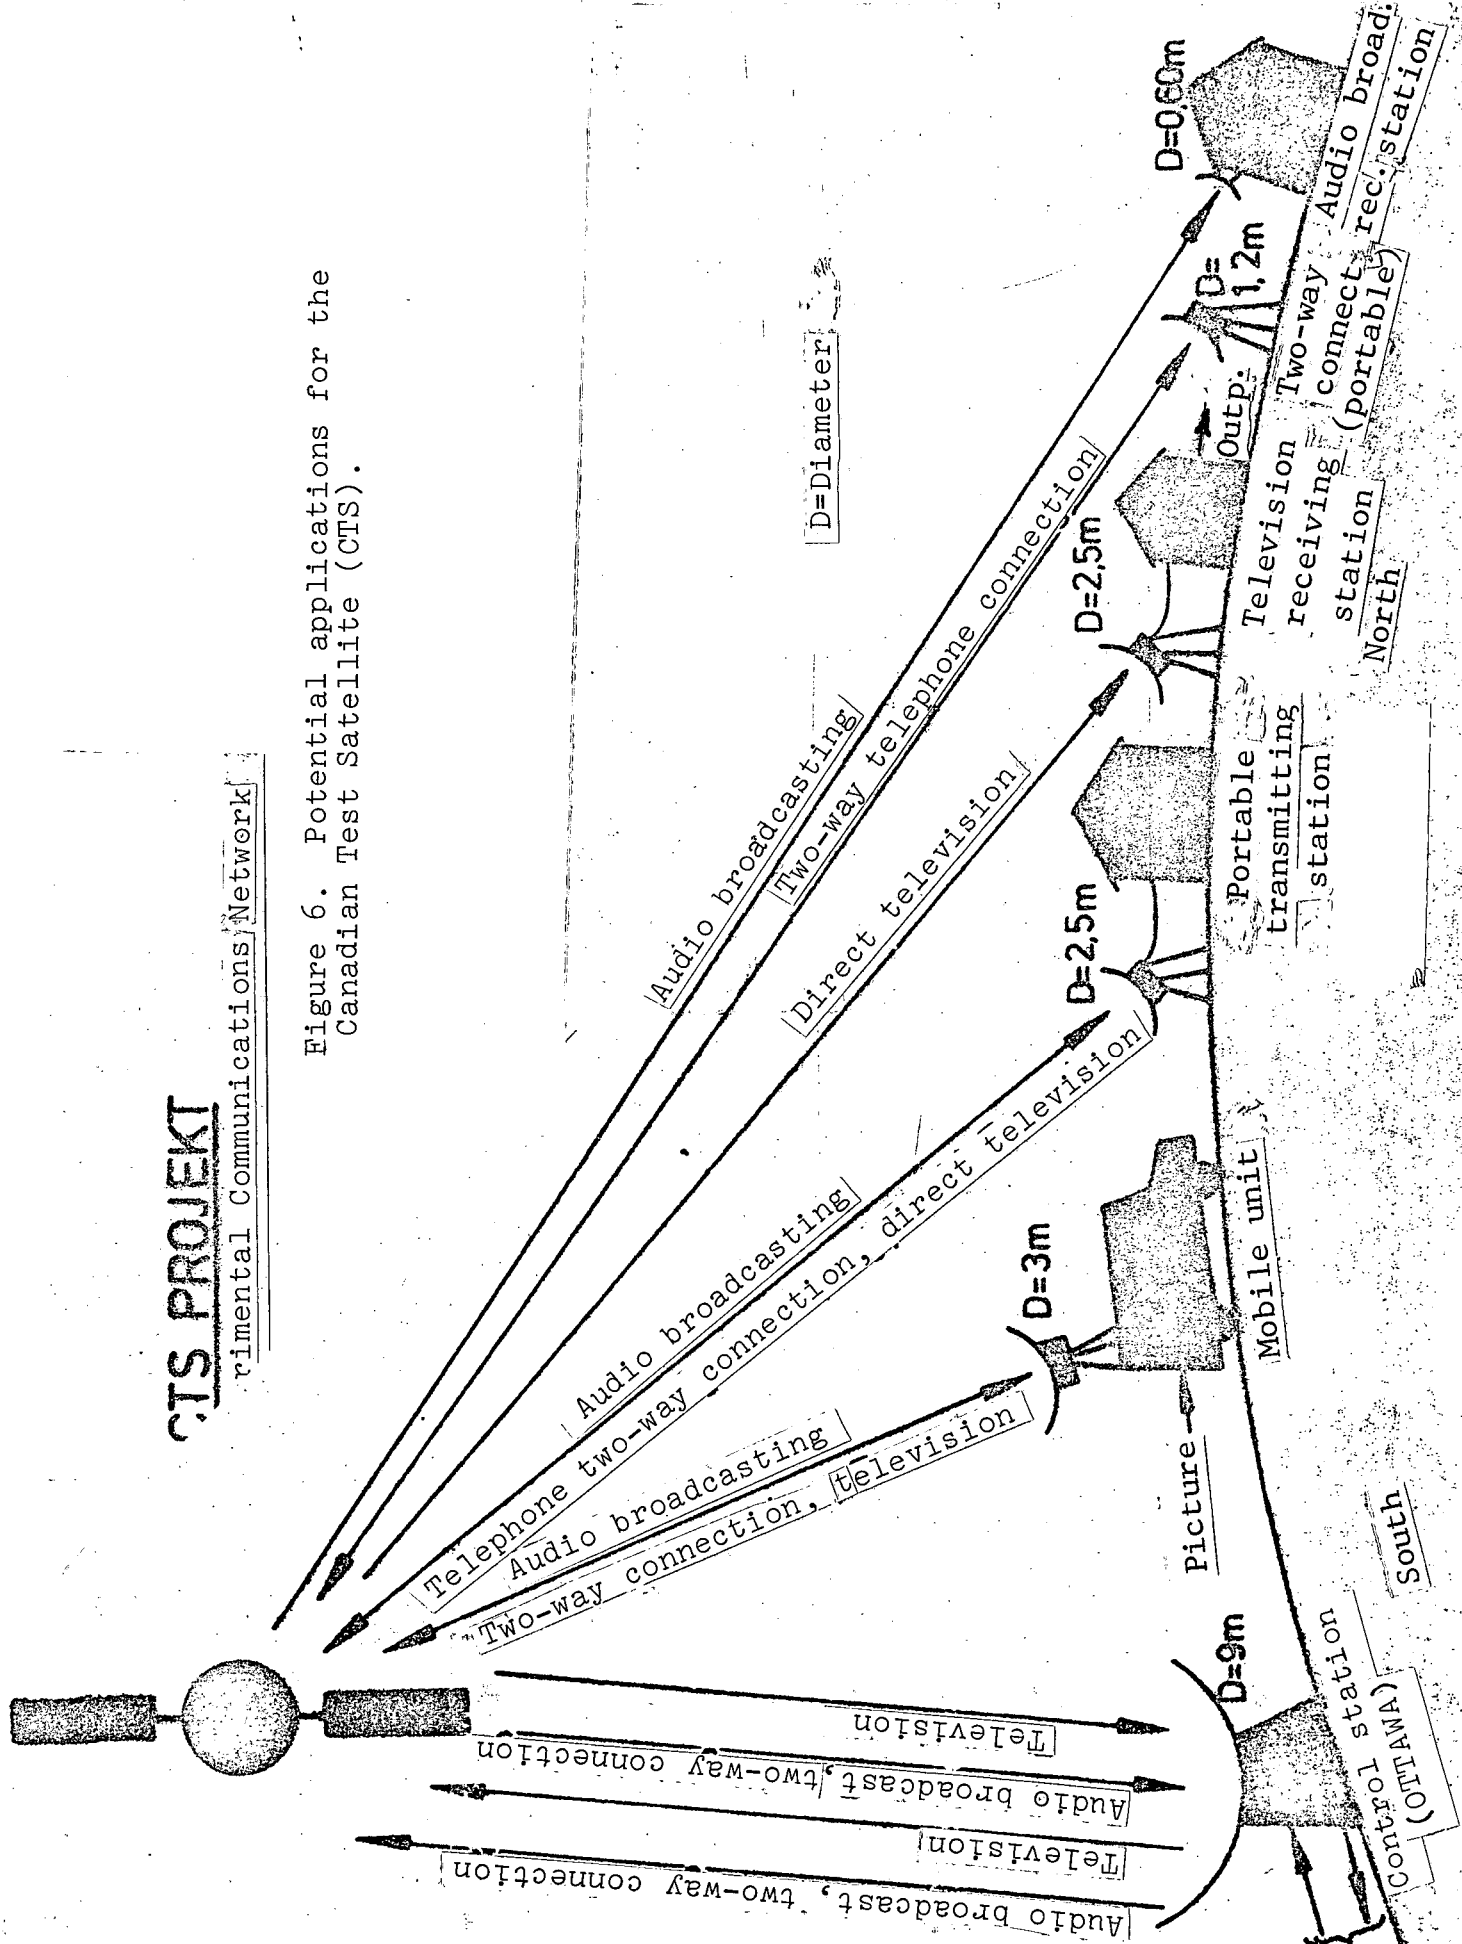 CTS PROJEKT
rimental Communications Network
Figure 6. Potential applications for the
Canadian Test Satellite (CTS).
D=Diameter
Audio broadcasting
Two-way telephone connection
Direct television
Audio broadcasting
Telephone two-way connection, direct television
Audio broadcasting
Two-way connection, television
Television
Audio broadcast, two-way connection
Television
Audio broadcast, two-way connection
D=9m
D=3m
D=2,5m
D=2,5m
D=
1,2m
D=0,60m
Picture
Outp.
Control station
(OTTAWA)
Mobile unit
Portable
transmitting
station
Television
receiving
station
Two-way
connect.
(portable)
Audio broad.
rec. station
South
North